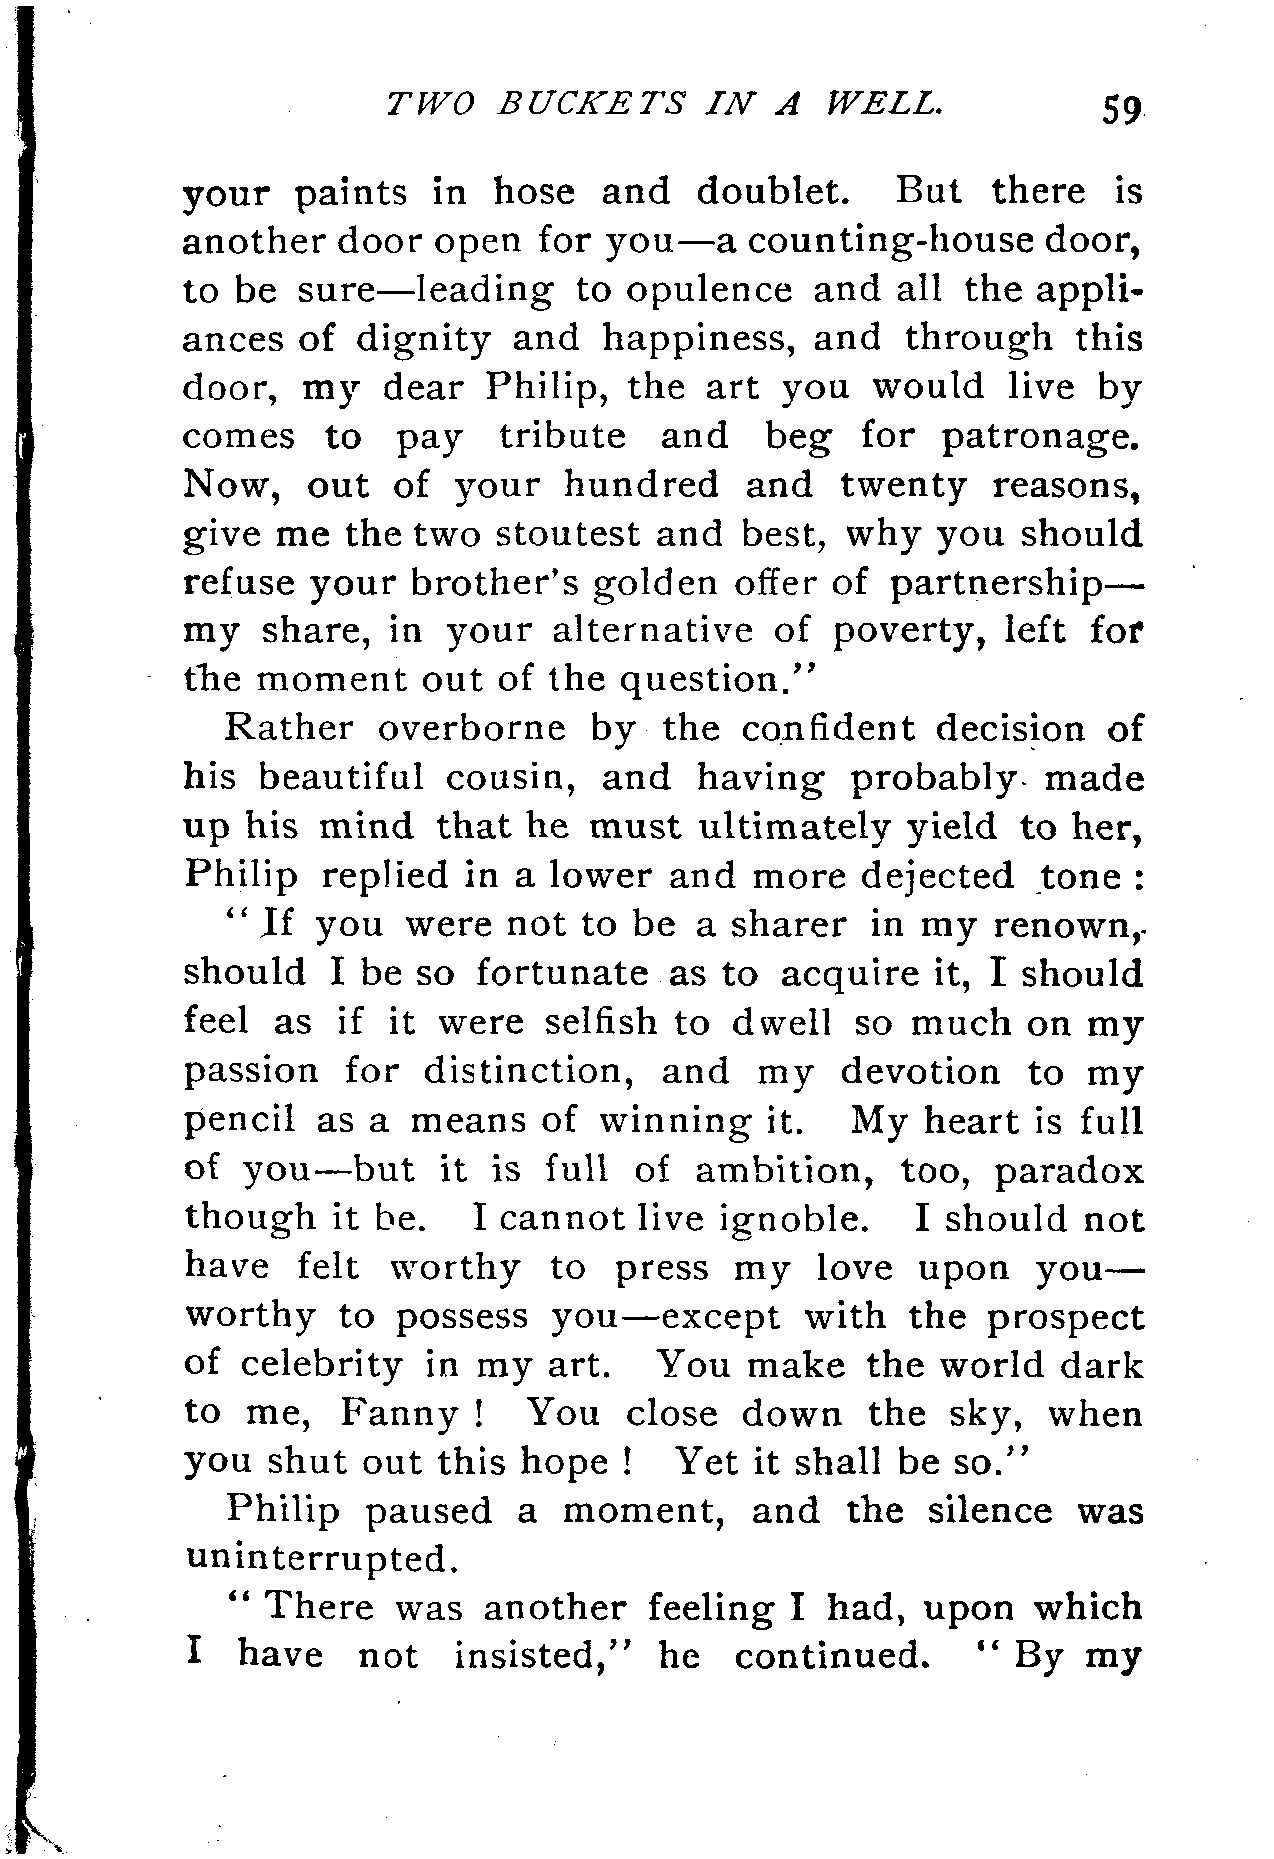 TWO BUCKETS IN A WELL. 59
your paints in hose and doublet. But there is
another door open for you—a counting-house door,
to be sure—leading to opulence and all the appli-
ances of dignity and happiness, and through this
door, my dear Philip, the art you would live by
comes to pay tribute and beg for patronage.
Now, out of your hundred and twenty reasons,
give me the two stoutest and best, why you should
refuse your brother's golden offer of partnership—
my share, in your alternative of poverty, left for
the moment out of the question."
Rather overborne by the confident decision of
his beautiful cousin, and having probably made
up his mind that he must ultimately yield to her,
Philip replied in a lower and more dejected tone :
" If you were not to be a sharer in my renown,
should I be so fortunate as to acquire it, I should
feel as if it were selfish to dwell so much on my
passion for distinction, and my devotion to my
pencil as a means of winning it. My heart is full
of you—but it is full of ambition, too, paradox
though it be. I cannot live ignoble. I should not
have felt worthy to press my love upon you—
worthy to possess you—except with the prospect
of celebrity in my art. You make the world dark
to me, Fanny ! You close down the sky, when
you shut out this hope ! Yet it shall be so."
Philip paused a moment, and the silence was
uninterrupted.
" There was another feeling I had, upon which
I have not insisted," he continued. " By my